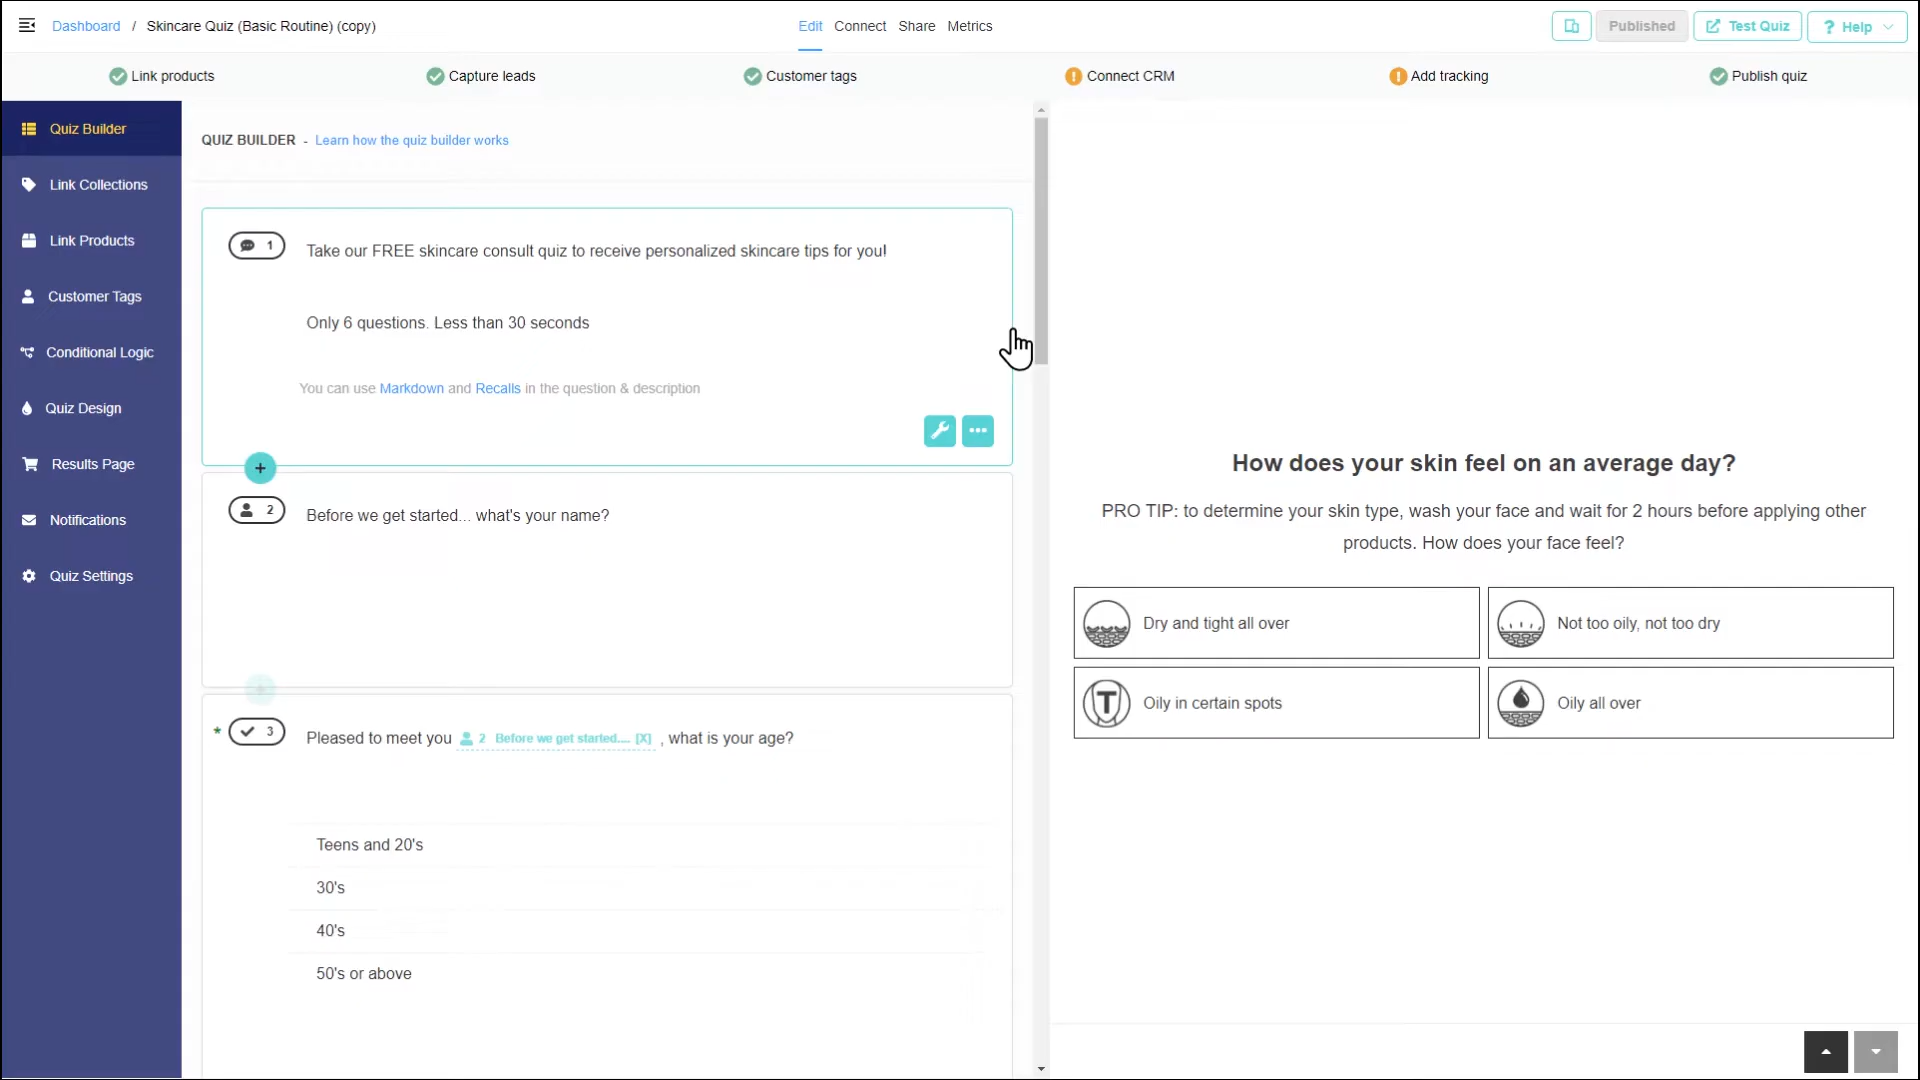 Dashboard / Skincare Quiz (Basic Routine) (copy)
Edit Connect Share Metrics
Published Test Quiz ? Help
Link products Capture leads Customer tags ! Connect CRM ! Add tracking Publish quiz
Quiz Builder
Link Collections
Link Products
Customer Tags
Conditional Logic
Quiz Design
Results Page
Notifications
Quiz Settings
QUIZ BUILDER - Learn how the quiz builder works
1 Take our FREE skincare consult quiz to receive personalized skincare tips for you!
Only 6 questions. Less than 30 seconds
You can use Markdown and Recalls in the question & description
+
2 Before we get started... what's your name?
* 3 Pleased to meet you 2 Before we get started.... [X] , what is your age?
Teens and 20's
30's
40's
50's or above
How does your skin feel on an average day?
PRO TIP: to determine your skin type, wash your face and wait for 2 hours before applying other
products. How does your face feel?
Dry and tight all over
Not too oily, not too dry
T Oily in certain spots
Oily all over